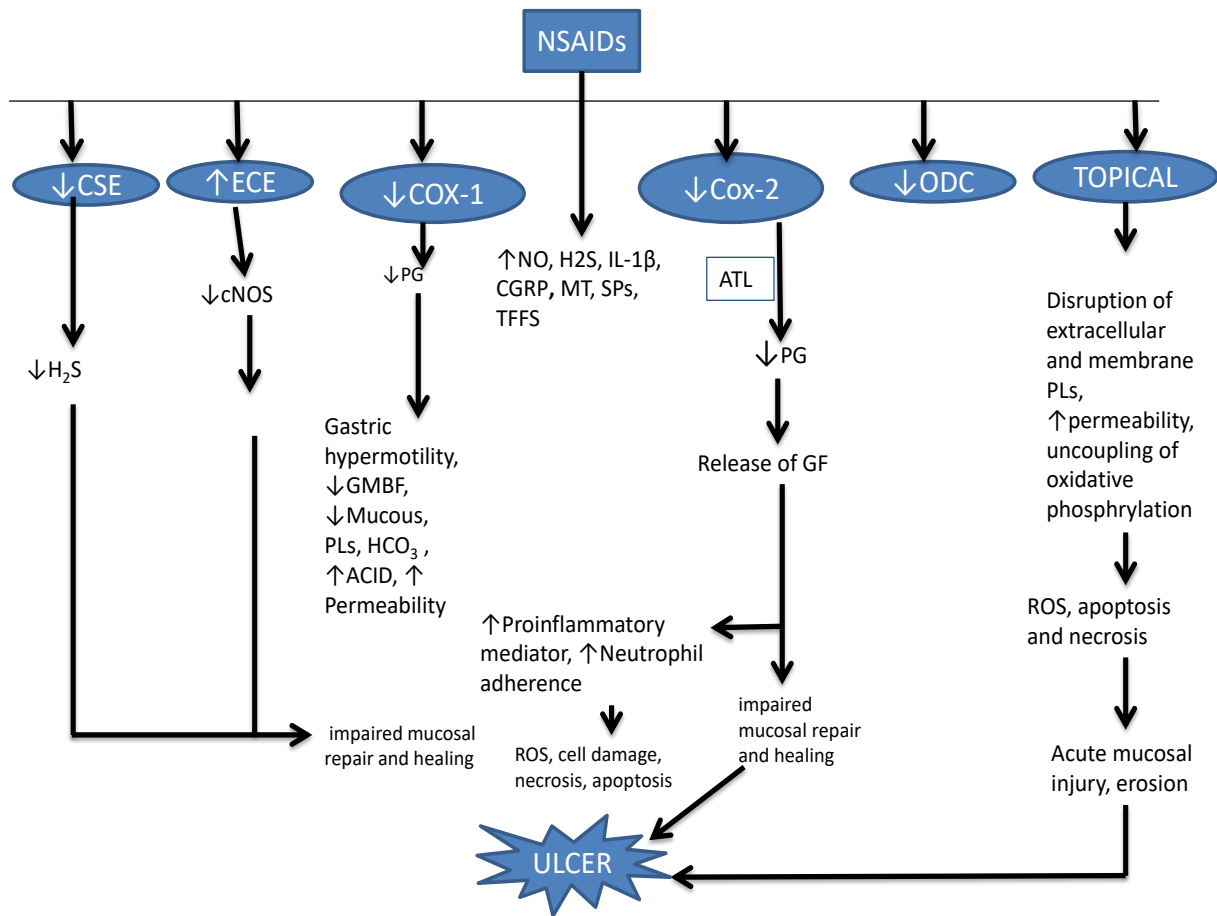 NSAIDs
↓CSE
↑ECE
↓COX-1
↓Cox-2
↓ODC
TOPICAL
↓H₂S
↓cNOS
↓PG
Gastric
hypermotility,
↓GMBF,
↓Mucous,
PLs, HCO₃ ,
↑ACID, ↑
Permeability
↑NO, H2S, IL-1β,
CGRP, MT, SPs,
TFFS
ATL
↓PG
Release of GF
↑Proinflammatory
mediator, ↑Neutrophil
adherence
ROS, cell damage,
necrosis, apoptosis
impaired
mucosal repair
and healing
Disruption of
extracellular
and membrane
PLs,
↑permeability,
uncoupling of
oxidative
phosphrylation
ROS, apoptosis
and necrosis
Acute mucosal
injury, erosion
impaired mucosal
repair and healing
ULCER